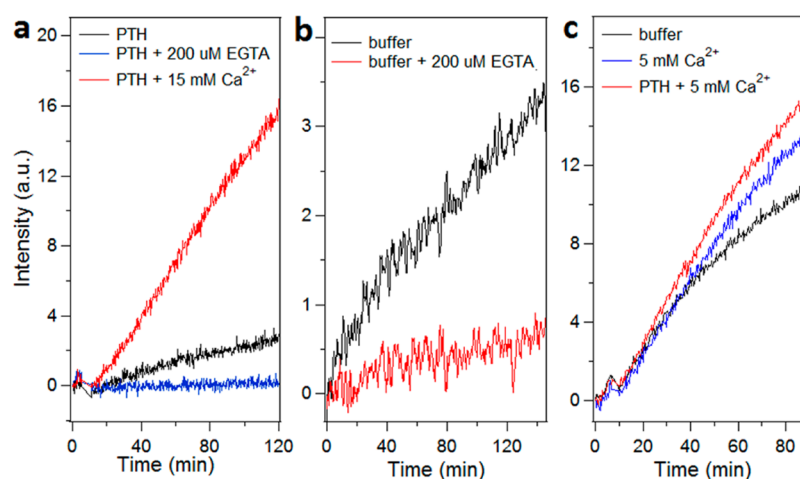 a
PTH
PTH + 200 uM EGTA
PTH + 15 mM Ca²⁺
20
16
12
8
4
0
Intensity (a.u.)
0 40 80 120
Time (min)
b
buffer
buffer + 200 uM EGTA
3
2
1
0
0 40 80 120
Time (min)
c
buffer
5 mM Ca²⁺
PTH + 5 mM Ca²⁺
16
12
8
4
0
0 20 40 60 80
Time (min)